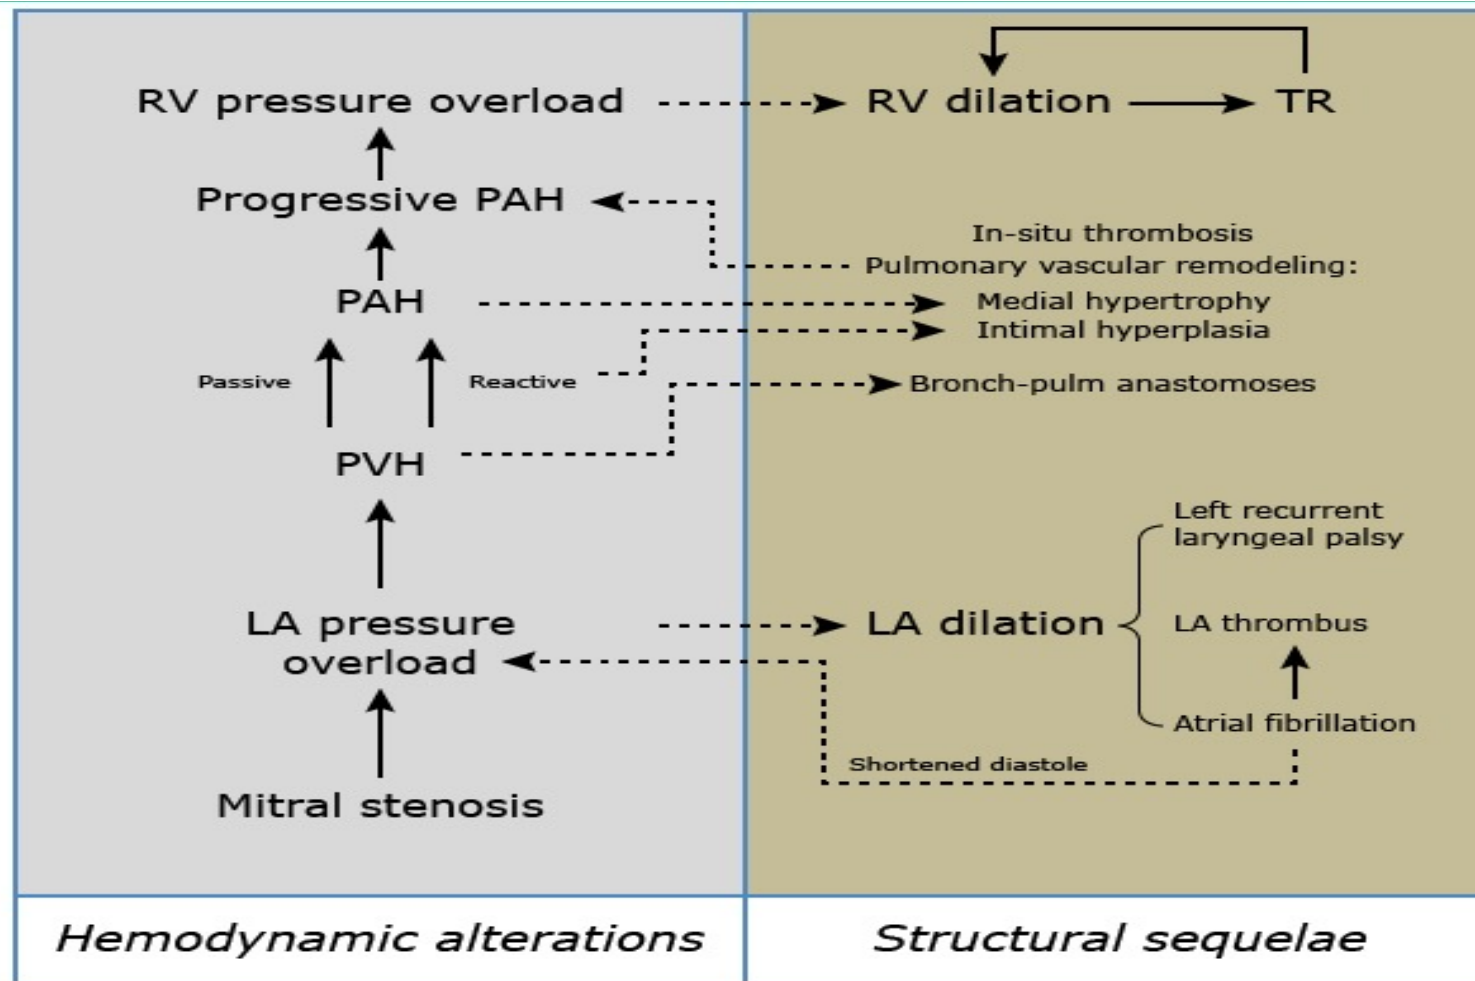 RV pressure overload
RV dilation
TR
Progressive PAH
In-situ thrombosis
Pulmonary vascular remodeling:
PAH
Medial hypertrophy
Intimal hyperplasia
Passive
Reactive
Bronch-pulm anastomoses
PVH
Left recurrent
laryngeal palsy
LA pressure
overload
LA dilation
LA thrombus
Atrial fibrillation
Shortened diastole
Mitral stenosis
Hemodynamic alterations
Structural sequelae